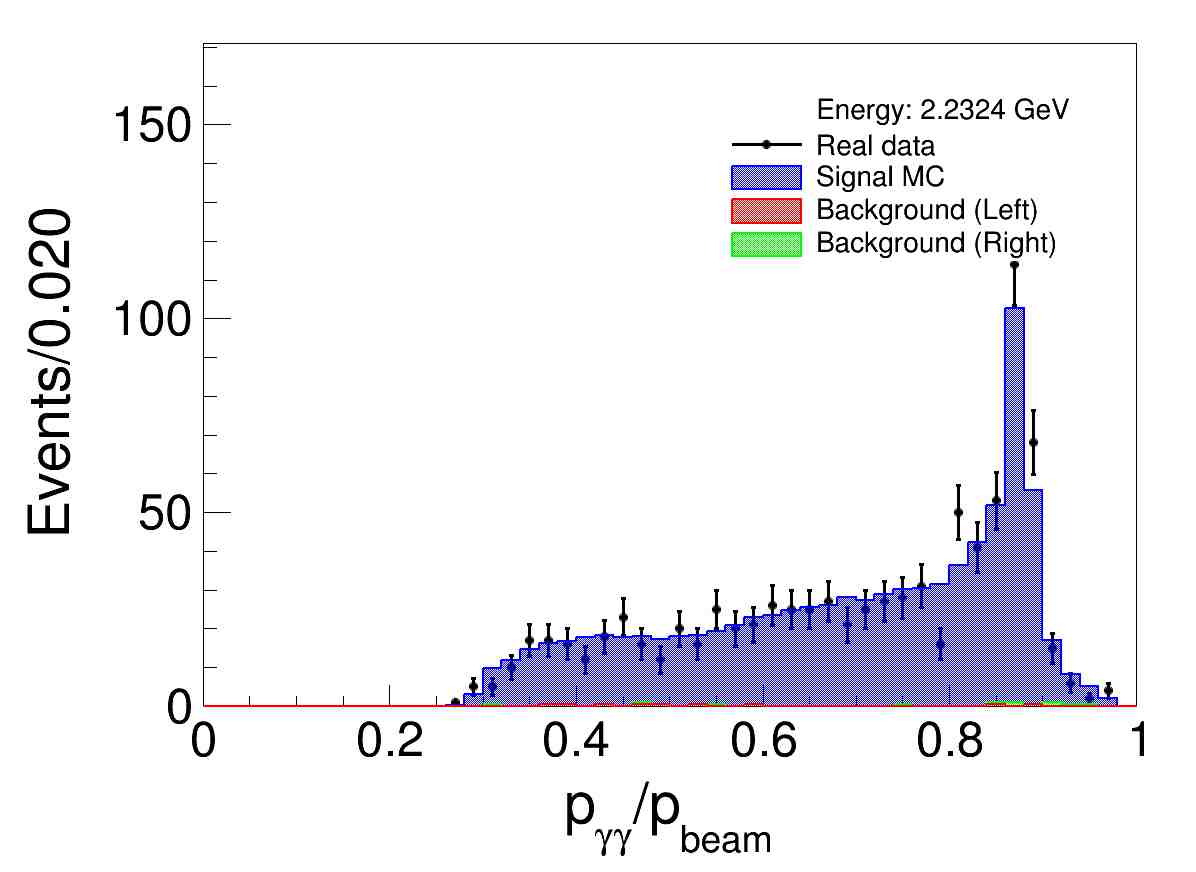 Energy: 2.2324 GeV
Real data
Signal MC
Background (Left)
Background (Right)
Events/0.020
150
100
50
0
0 0.2 0.4 0.6 0.8 1
pγγ/pbeam